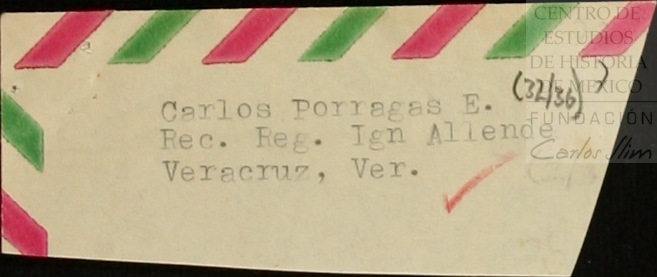 CENTRO DE
ESTUDIOS
DE HISTORIA
DE MEXICO
FUNDACIÓN
Carlos Slim
(32/36)
Carlos Porragas E.
Rec. Reg. Ign Allende
Veracruz, Ver.